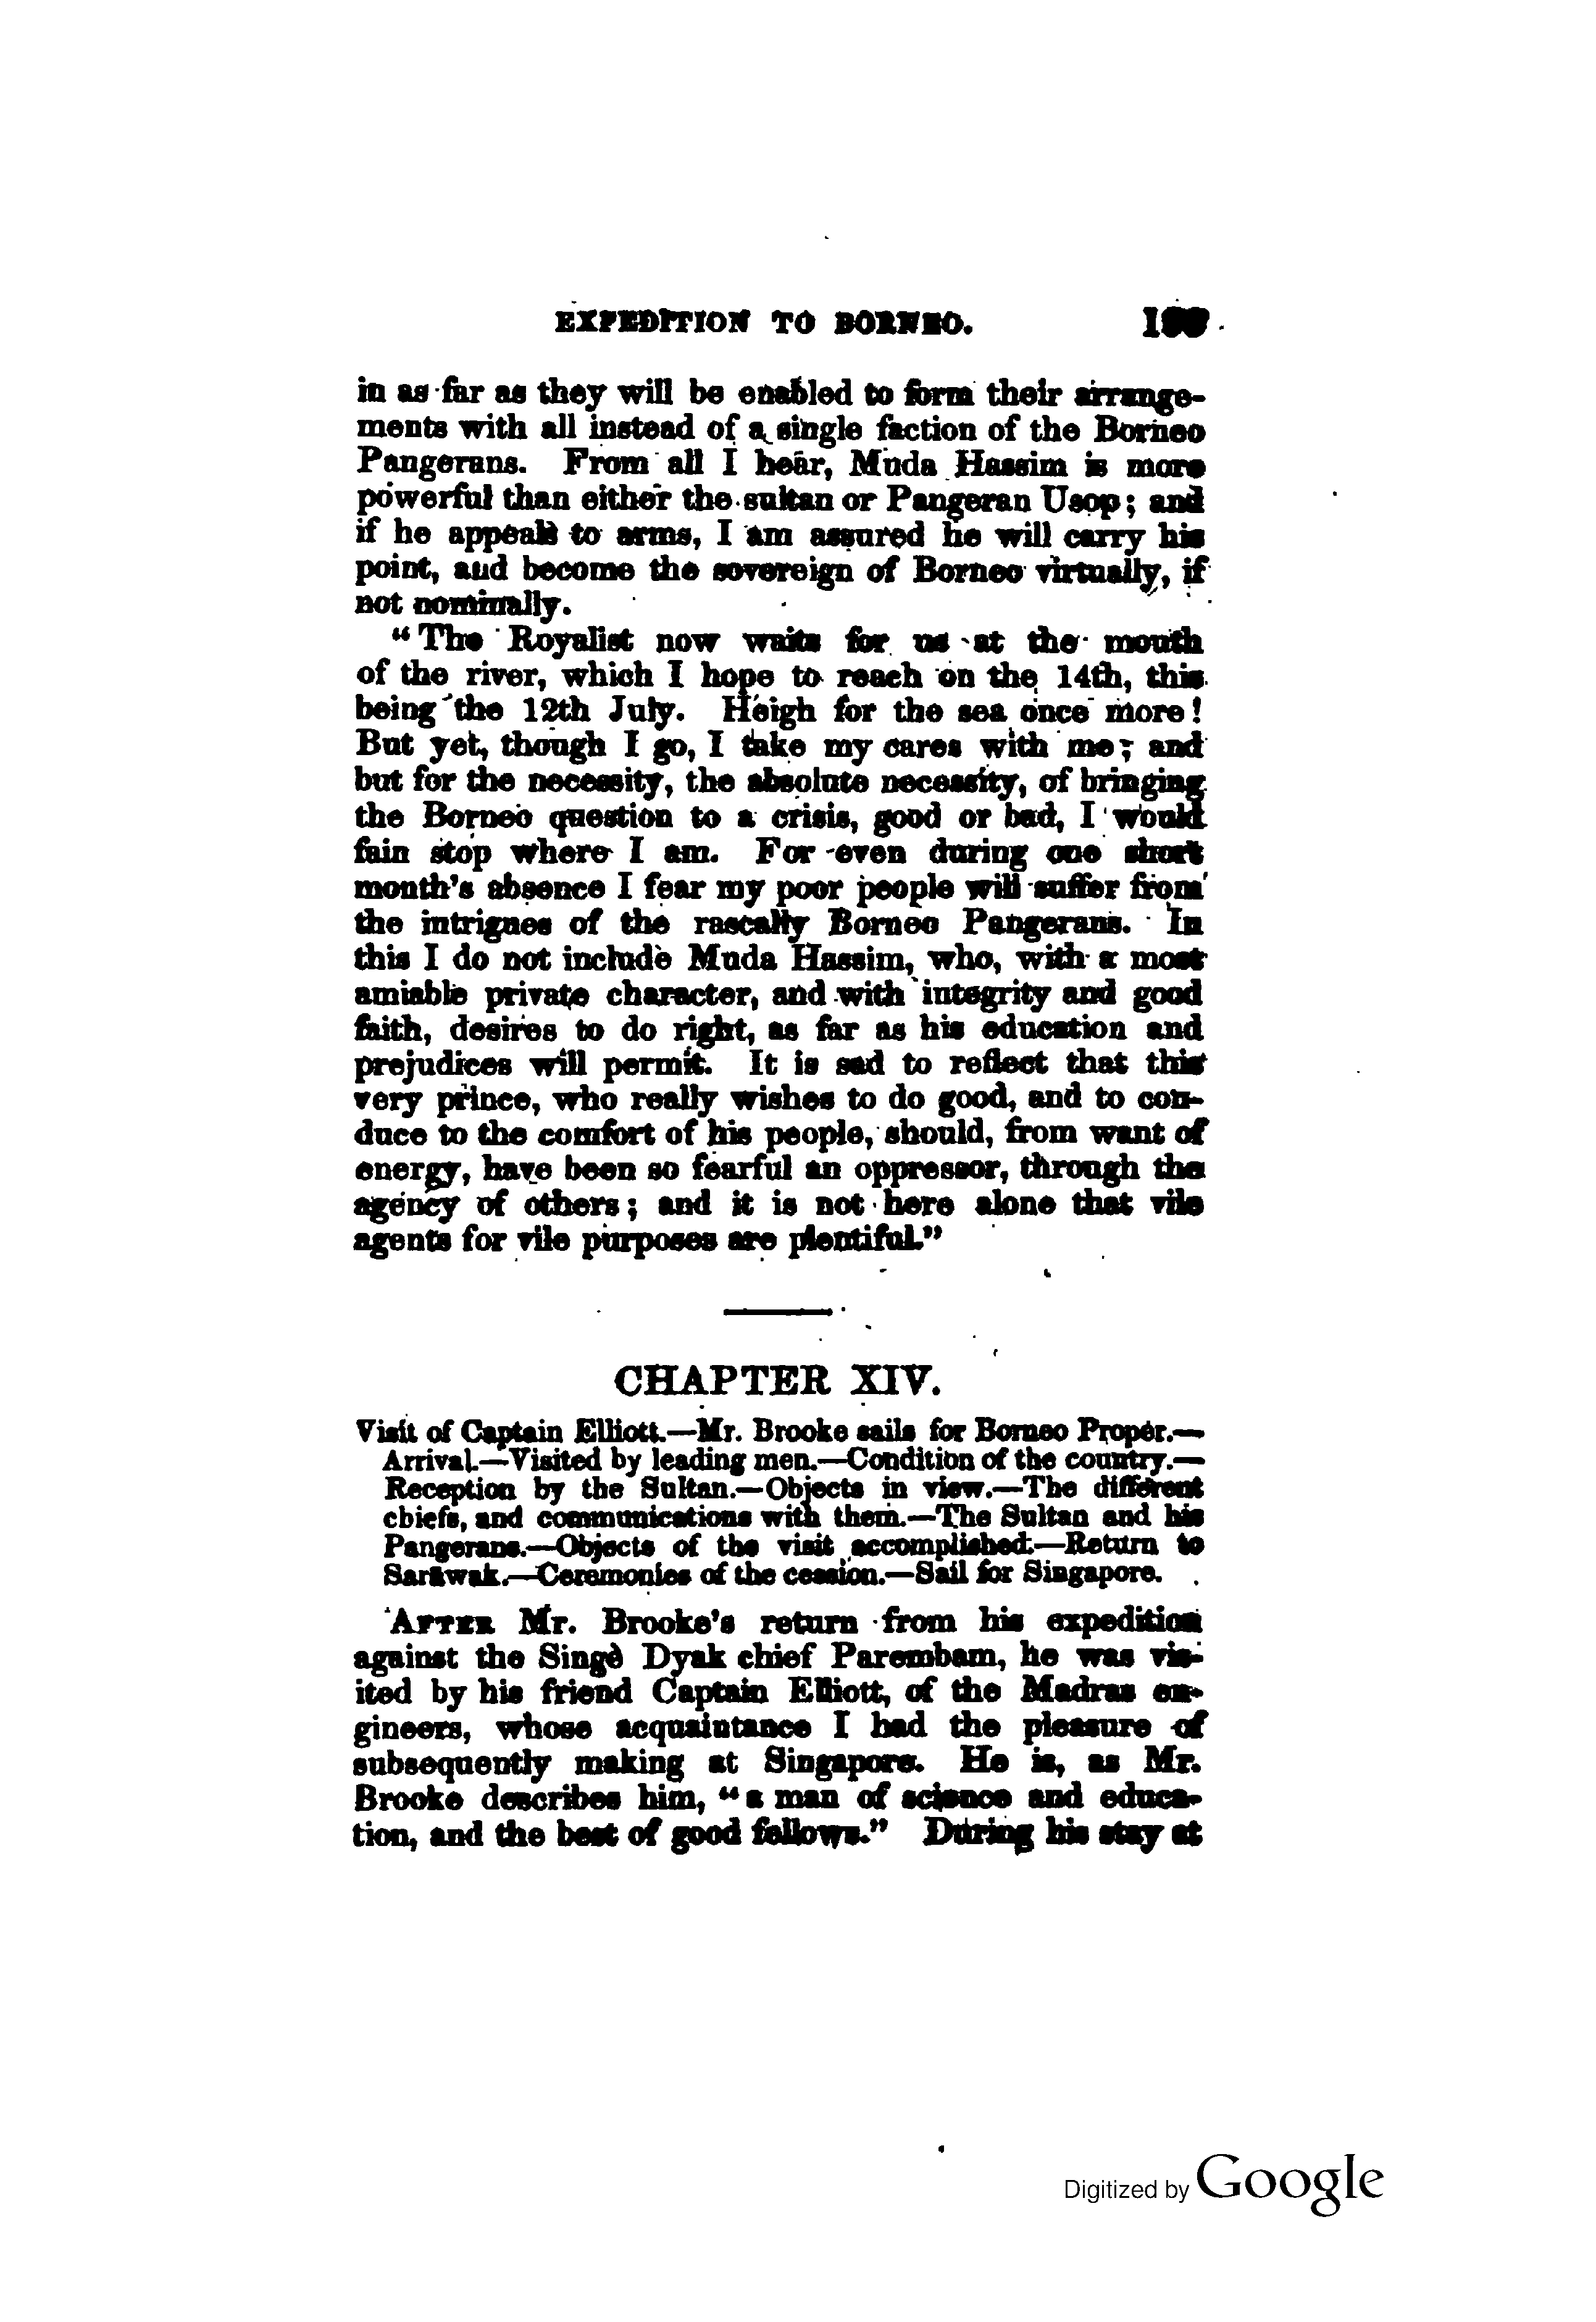 EXPEDITION TO BORNEO.
in as far as they will be enabled to form their arrange-
ments with all instead of a single faction of the Borneo
Pangerans. From all I hear, Muda Hassim is more
powerful than either the sultan or Pangeran Usop; and
if he appeals to arms, I am assured he will carry his
point, and become the sovereign of Borneo virtually, if
not nominally.
“The Royalist now waits for us at the mouth
of the river, which I hope to reach on the 14th, this
being the 12th July. Heigh for the sea once more!
But yet, though I go, I take my cares with me; and
but for the necessity, the absolute necessity, of bringing
the Borneo question to a crisis, good or bad, I would
fain stop where I am. For even during one short
month's absence I fear my poor people will suffer from
the intrigues of the rascally Borneo Pangerans. In
this I do not include Muda Hassim, who, with a most
amiable private character, and with integrity and good
faith, desires to do right, as far as his education and
prejudices will permit. It is sad to reflect that this
very prince, who really wishes to do good, and to con-
duce to the comfort of his people, should, from want of
energy, have been so fearful an oppressor, through the
agency of others; and it is not here alone that vile
agents for vile purposes are plentiful.”
CHAPTER XIV.
Visit of Captain Elliott.—Mr. Brooke sails for Borneo Proper.—
Arrival.—Visited by leading men.—Condition of the country.—
Reception by the Sultan.—Objects in view.—The different
chiefs, and communications with them.—The Sultan and his
Pangerans.—Objects of the visit accomplished.—Return to
Saräwak.—Ceremonies of the cession.—Sail for Singapore.
AFTER Mr. Brooke's return from his expedition
against the Singè Dyak chief Parembam, he was vis-
ited by his friend Captain Elliott, of the Madras en-
gineers, whose acquaintance I had the pleasure of
subsequently making at Singapore. He is, as Mr.
Brooke describes him, “a man of science and educa-
tion, and the best of good fellows.” During his stay at
Digitized by Google